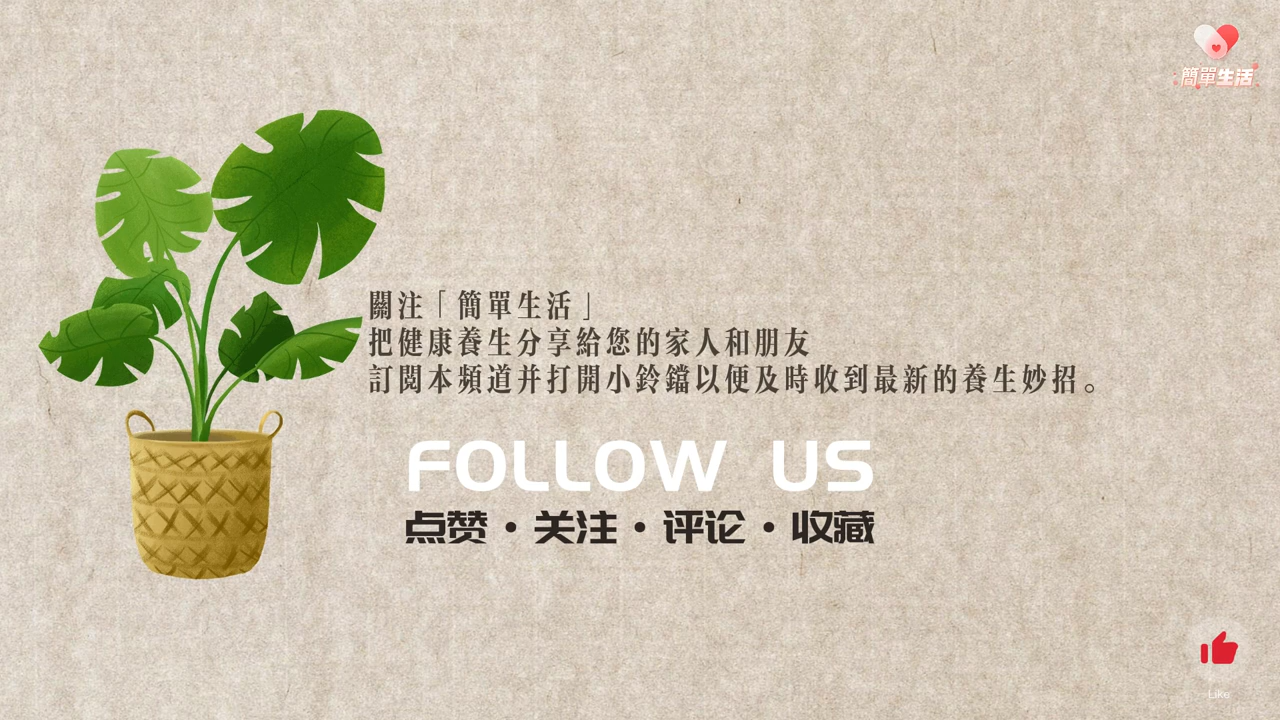 簡單生活
關注「簡單生活」
把健康養生分享給您的家人和朋友
訂閱本頻道并打開小鈴鐺以便及時收到最新的養生妙招。
FOLLOW US
点赞·关注·评论·收藏
Like